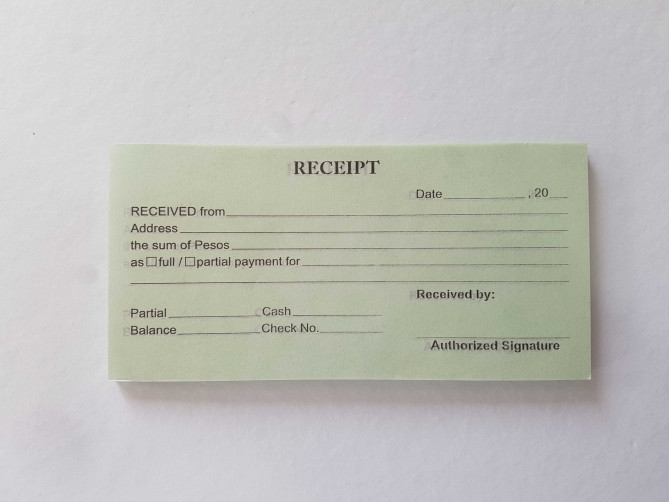 RECEIPT
Date , 20
RECEIVED from
Address
the sum of Pesos
as ☐ full / ☐ partial payment for
Received by:
Partial Cash
Balance Check No.
Authorized Signature